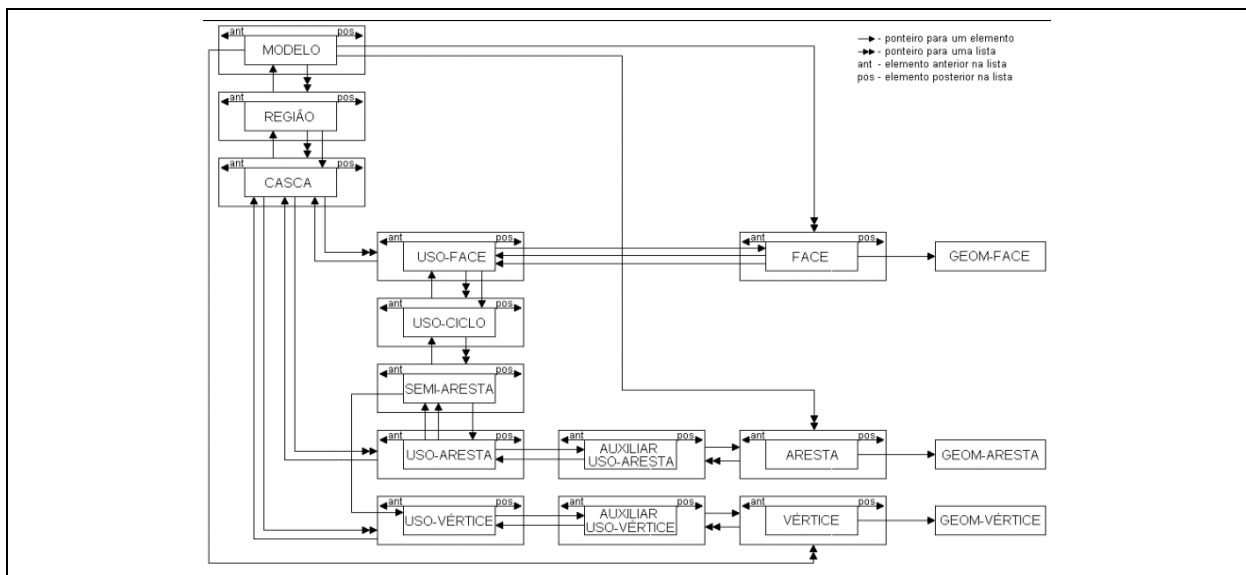 ant pos
MODELO
→ - ponteiro para um elemento
↠ - ponteiro para uma lista
ant - elemento anterior na lista
pos - elemento posterior na lista
ant pos
REGIÃO
ant pos
CASCA
ant pos
USO-FACE
ant pos
FACE
GEOM-FACE
ant pos
USO-CICLO
ant pos
SEMI-ARESTA
ant pos
USO-ARESTA
ant pos
AUXILIAR
USO-ARESTA
ant pos
ARESTA
GEOM-ARESTA
ant pos
USO-VÉRTICE
ant pos
AUXILIAR
USO-VÉRTICE
ant pos
VÉRTICE
GEOM-VÉRTICE